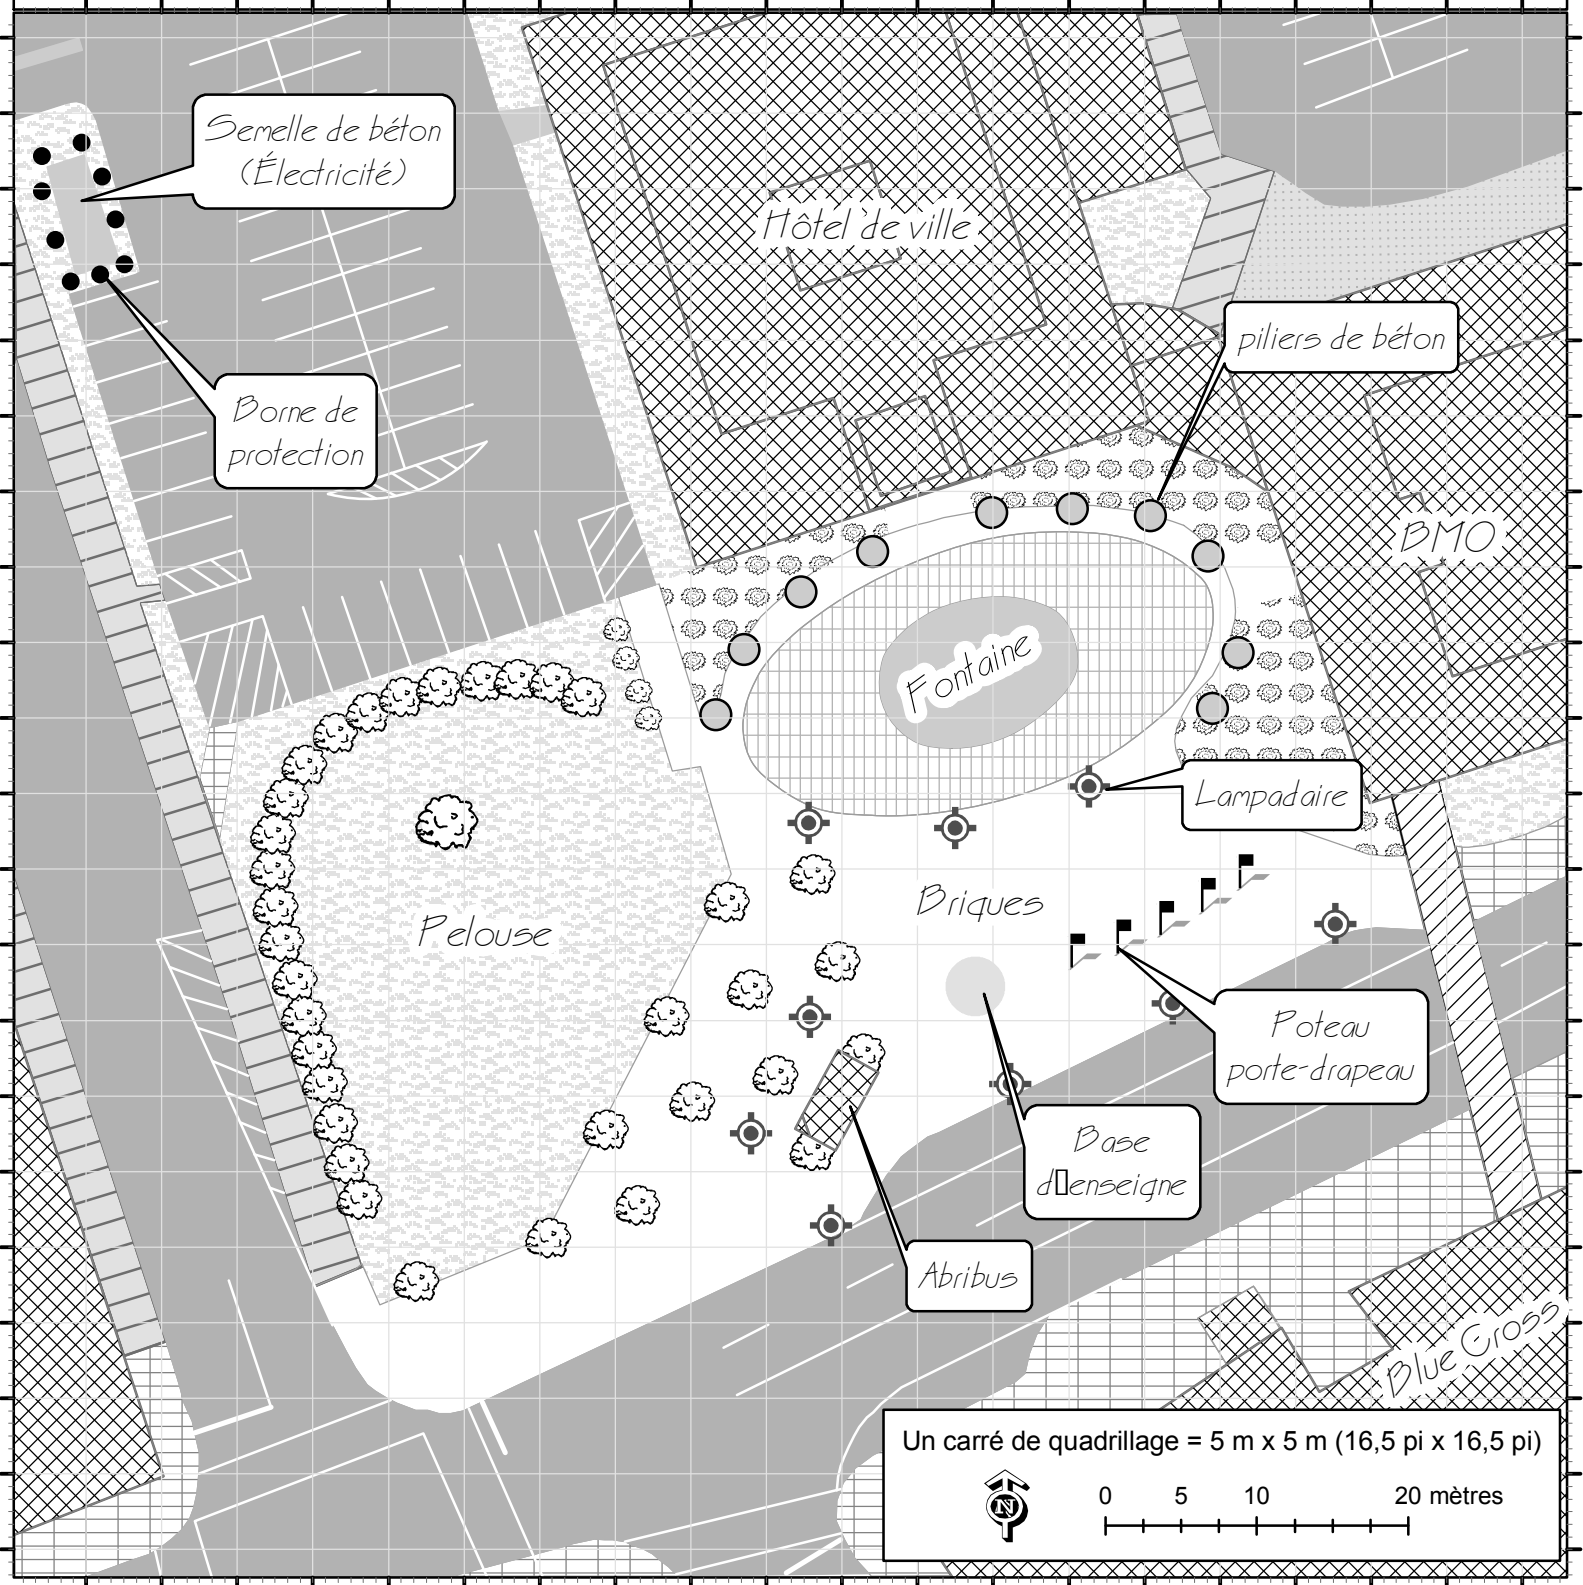 Semelle de béton
(Électricité)
Hôtel de ville
piliers de béton
Borne de
protection
BMO
Fontaine
Lampadaire
Briques
Pelouse
Poteau
porte-drapeau
Base
d▯enseigne
Abribus
Blue Cross
Un carré de quadrillage = 5 m x 5 m (16,5 pi x 16,5 pi)
N
0 5 10 20 mètres